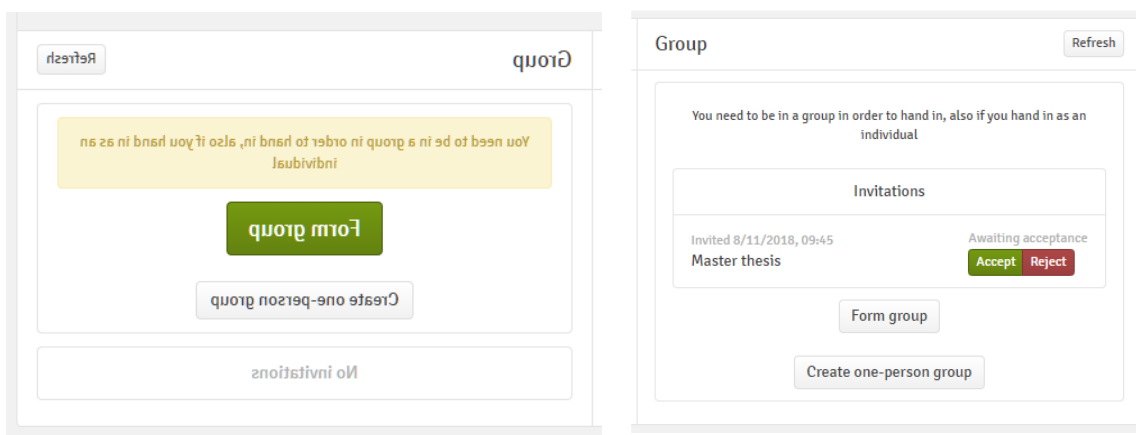 Group
Refresh
You need to be in a group in order to hand in, also if you hand in as an
individual
Form group
Create one-person group
No invitations
Group
Refresh
You need to be in a group in order to hand in, also if you hand in as an
individual
Invitations
Invited 8/11/2018, 09:45
Awaiting acceptance
Master thesis
Accept
Reject
Form group
Create one-person group